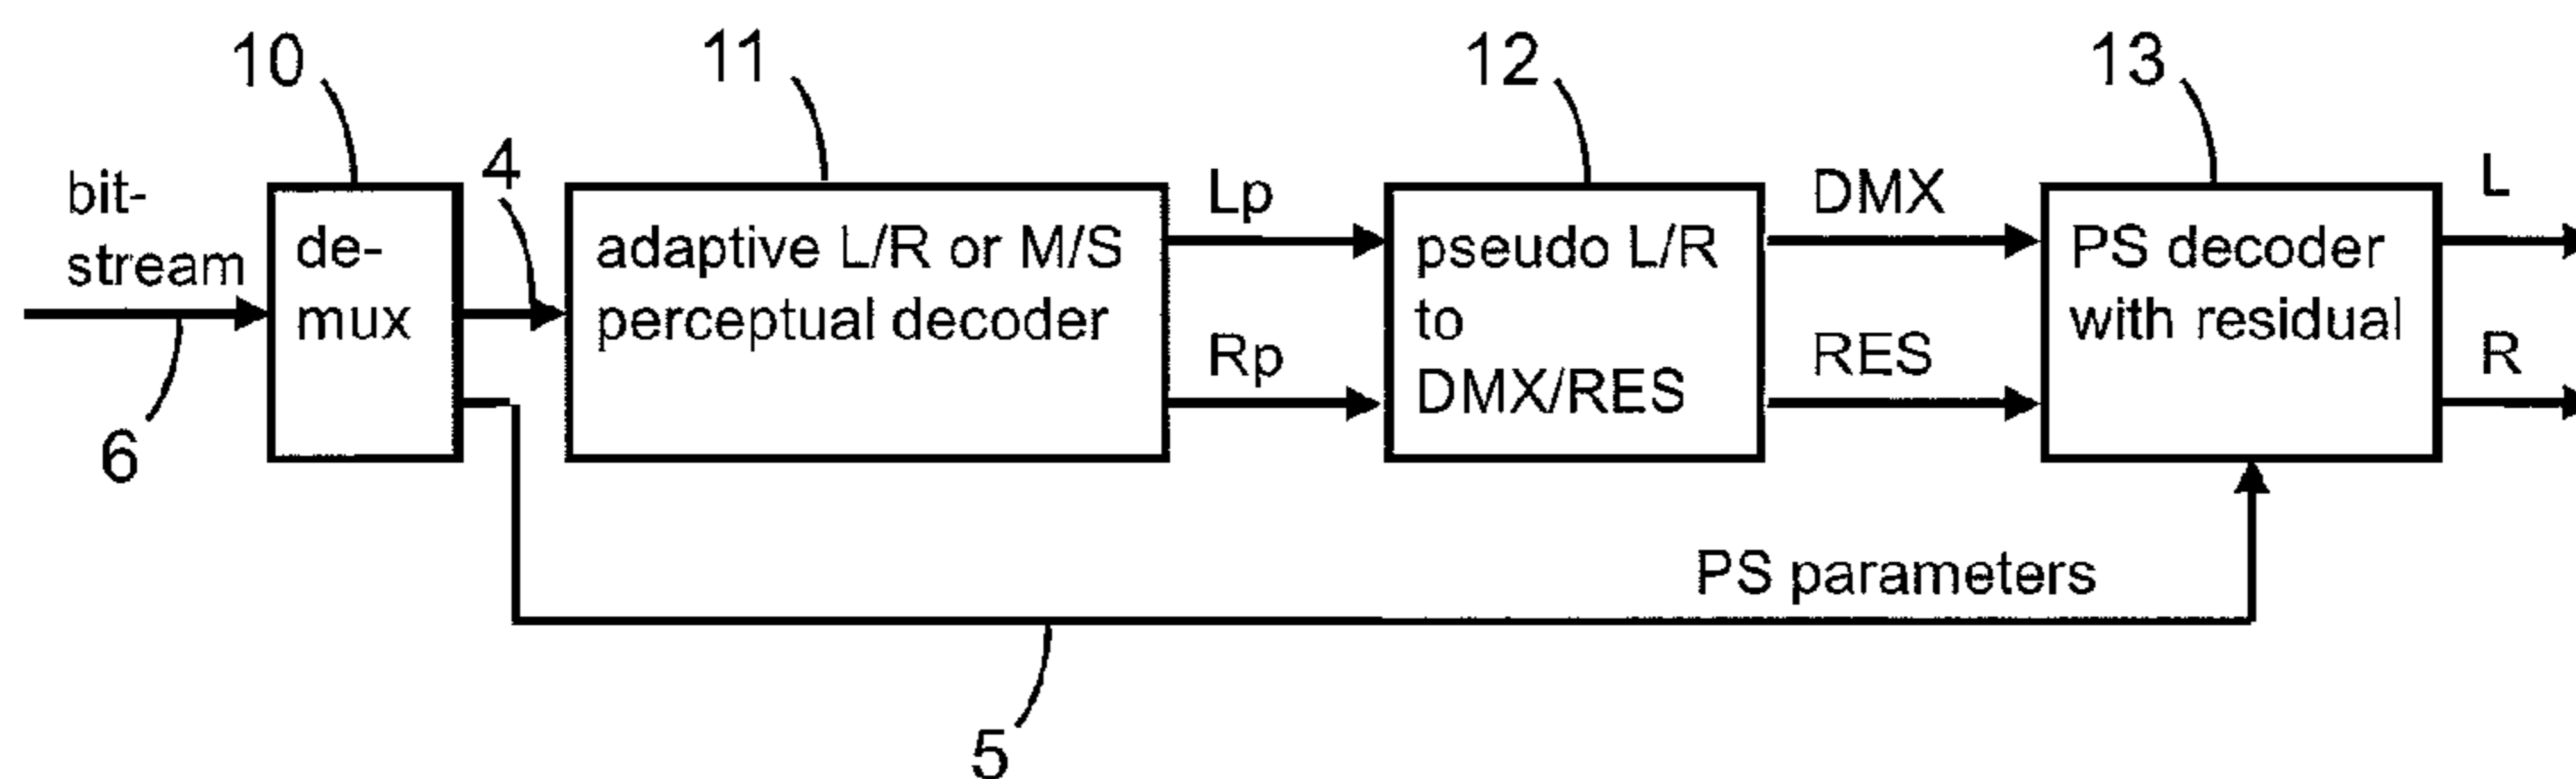 10
11
12
13
bit-
stream
6
de-
mux
4
adaptive L/R or M/S
perceptual decoder
Lp
Rp
pseudo L/R
to
DMX/RES
DMX
RES
PS decoder
with residual
L
R
PS parameters
5